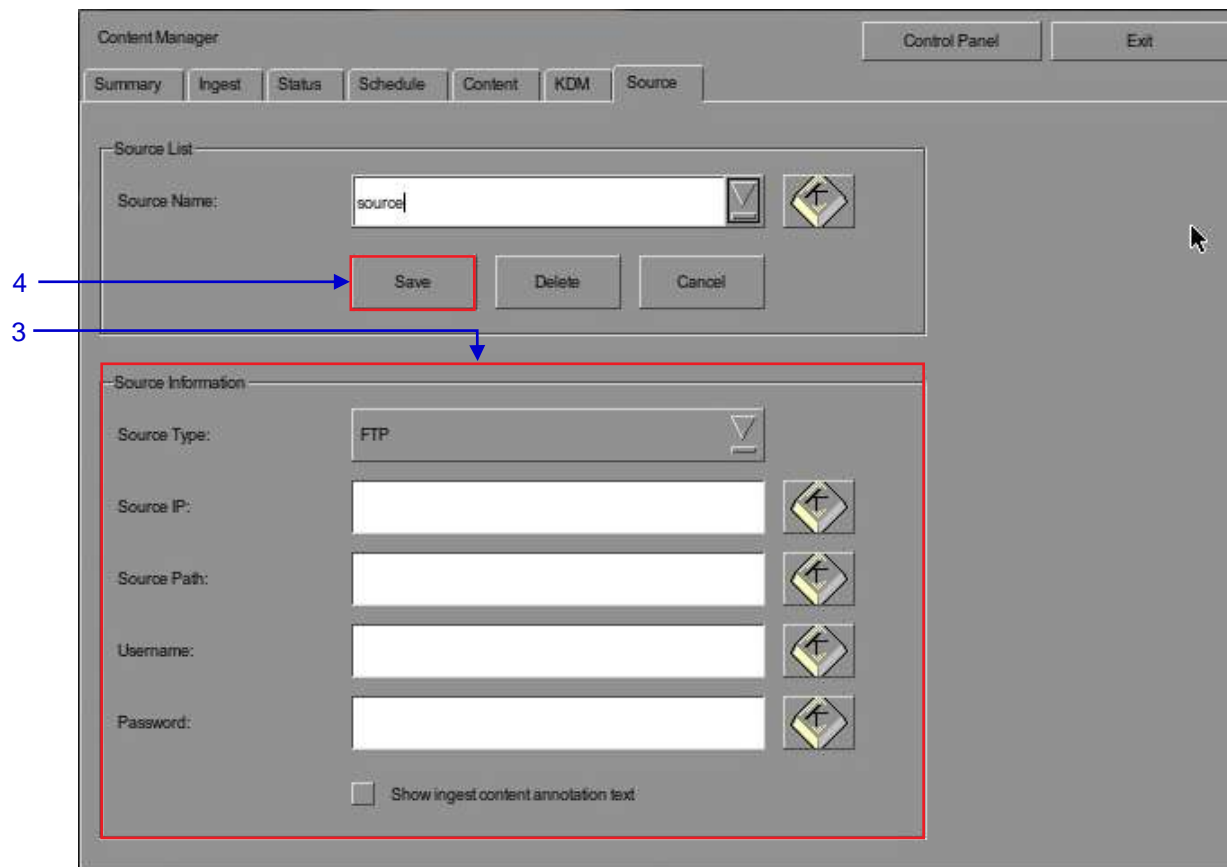 Content Manager
Control Panel
Exit
Summary
Ingest
Status
Schedule
Content
KDM
Source
Source List
Source Name:
source
4
Save
Delete
Cancel
3
Source Information
Source Type:
FTP
Source IP:
Source Path:
Username:
Password:
Show ingest content annotation text